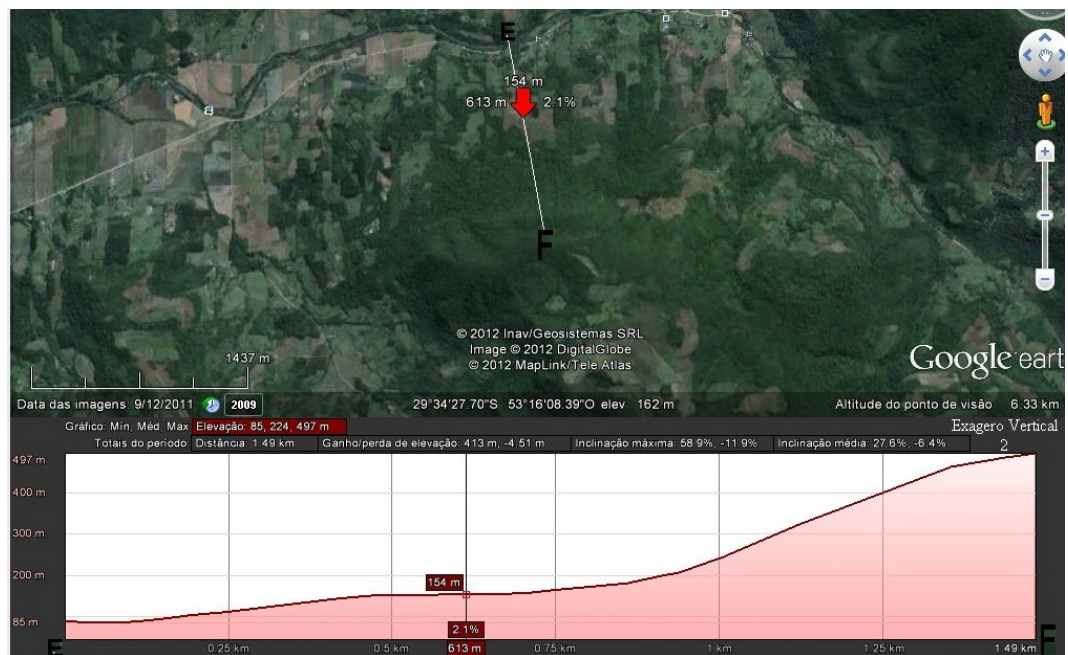 E
154 m
613 m 2.1%
F
© 2012 Inav/Geosistemas SRL
Image © 2012 DigitalGlobe
© 2012 MapLink/Tele Atlas
1437 m
Google eart
Data das imagens: 9/12/2011 2009 29°34'27.70"S 53°16'08.39"O elev 162 m Altitude do ponto de visão 6.33 km
Gráfico: Mín, Méd, Max Elevação: 85, 224, 497 m Exagero Vertical
Totais do período: Distância: 1.49 km Ganho/perda de elevação: 413 m, -4.51 m Inclinação máxima: 58.9%, -11.9% Inclinação média: 27.6%, -6.4% 2
497 m
400 m
300 m
200 m
154 m
85 m
2.1%
E 0.25 km 0.5 km 613 m 0.75 km 1 km 1.25 km 1.49 km F